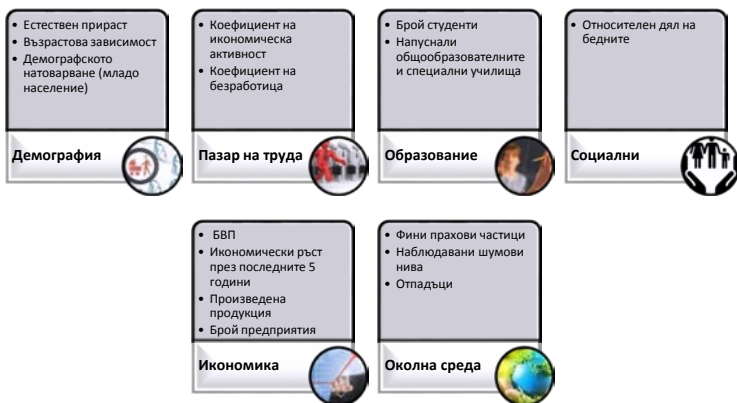 • Естествен прираст
• Възрастова зависимост
• Демографското
натоварване (младо
население)
Демография
• Коефициент на
икономическа
активност
• Коефициент на
безработица
Пазар на труда
• Брой студенти
• Напуснали
общообразователните
и специални училища
Образование
• Относителен дял на
бедните
Социални
• БВП
• Икономически ръст
през последните 5
години
• Произведена
продукция
• Брой предприятия
Икономика
• Фини прахови частици
• Наблюдавани шумови
нива
• Отпадъци
Околна среда